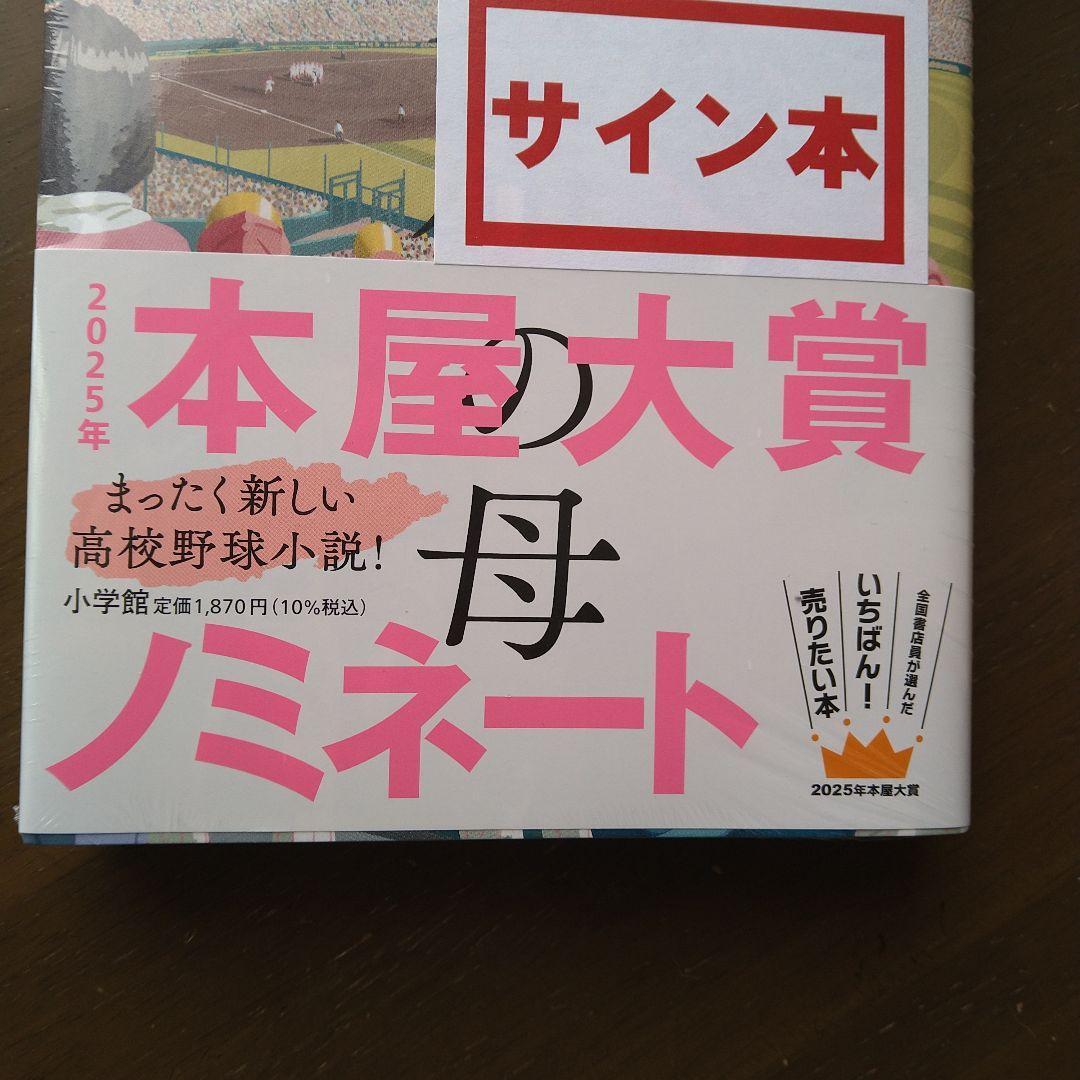 サイン本
2025年
本屋大賞
の母
まったく新しい
高校野球小説!
小学館 定価1,870円(10%税込)
ノミネート
全国書店員が選んだ
いちばん!
売りたい本
2025年本屋大賞